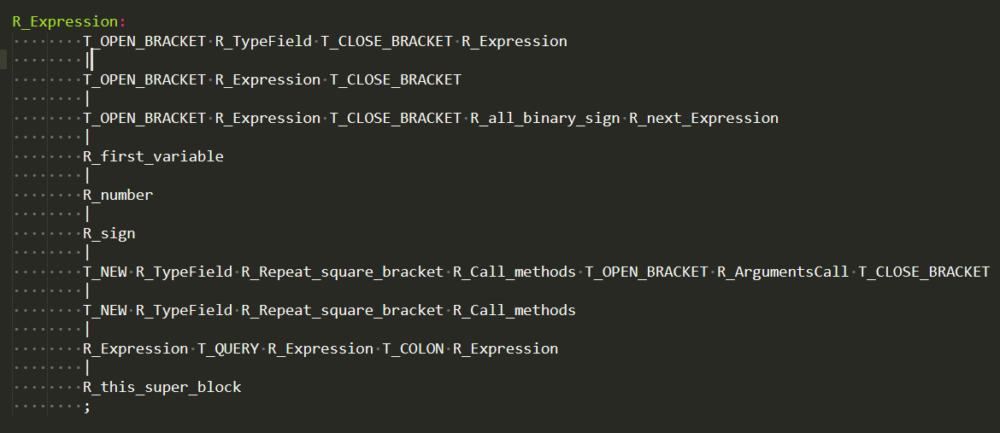 R_Expression:
T_OPEN_BRACKET R_TypeField T_CLOSE_BRACKET R_Expression
|
T_OPEN_BRACKET R_Expression T_CLOSE_BRACKET
|
T_OPEN_BRACKET R_Expression T_CLOSE_BRACKET R_all_binary_sign R_next_Expression
|
R_first_variable
|
R_number
|
R_sign
|
T_NEW R_TypeField R_Repeat_square_bracket R_Call_methods T_OPEN_BRACKET R_ArgumentsCall T_CLOSE_BRACKET
|
T_NEW R_TypeField R_Repeat_square_bracket R_Call_methods
|
R_Expression T_QUERY R_Expression T_COLON R_Expression
|
R_this_super_block
;